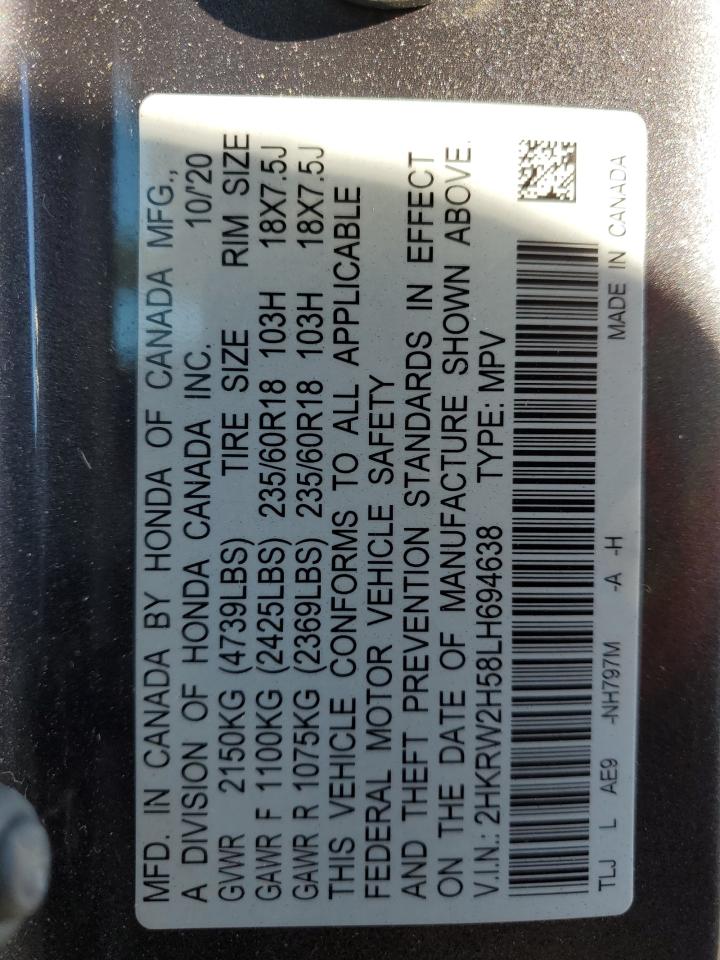 MFD. IN CANADA BY HONDA OF CANADA MFG.,
A DIVISION OF HONDA CANADA INC. 10/'20
GVWR 2150KG (4739LBS) TIRE SIZE RIM SIZE
GAWR F 1100KG (2425LBS) 235/60R18 103H 18X7.5J
GAWR R 1075KG (2369LBS) 235/60R18 103H 18X7.5J
THIS VEHICLE CONFORMS TO ALL APPLICABLE
FEDERAL MOTOR VEHICLE SAFETY
AND THEFT PREVENTION STANDARDS IN EFFECT
ON THE DATE OF MANUFACTURE SHOWN ABOVE.
V.I.N.: 2HKRW2H58LH694638 TYPE: MPV
TLJ L AE9 -NH797M -A -H MADE IN CANADA